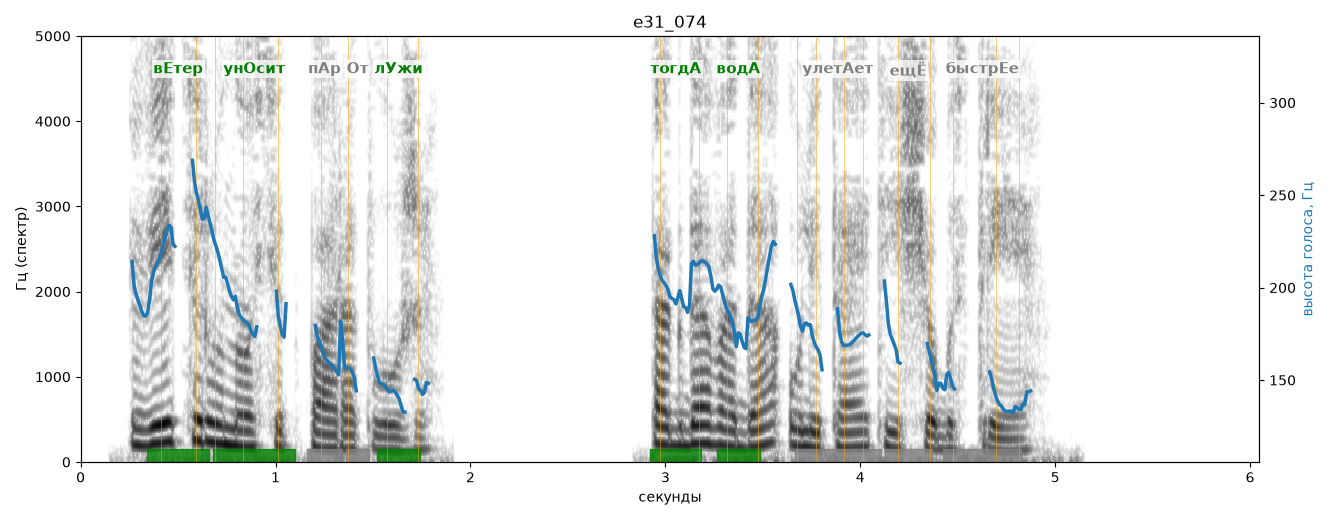 e31_074
5000
4000
3000
2000
1000
0
Гц (спектр)
вЕтер унОсит пАр От лУжи тогдА водА улетАет ещЁ быстрЕе
300
250
200
150
высота голоса, Гц
0 1 2 3 4 5 6
секунды